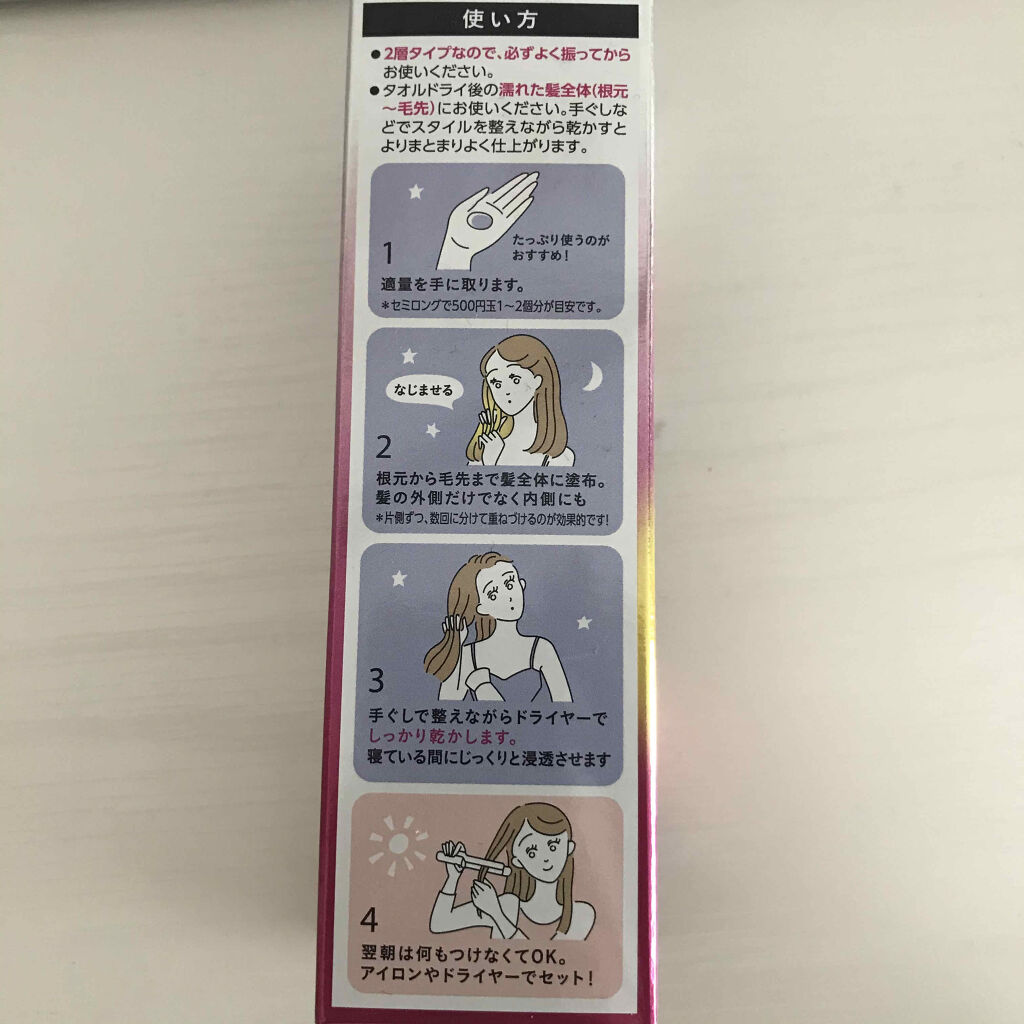 使い方
●2層タイプなので、必ずよく振ってから
お使いください。
●タオルドライ後の濡れた髪全体(根元
～毛先)にお使いください。手ぐしな
どでスタイルを整えながら乾かすと
よりまとまりよく仕上がります。
たっぷり使うのが
おすすめ!
1
適量を手に取ります。
*セミロングで500円玉1～2個分が目安です。
なじませる
2
根元から毛先まで髪全体に塗布。
髪の外側だけでなく内側にも
*片側ずつ、数回に分けて重ねづけるのが効果的です!
3
手ぐしで整えながらドライヤーで
しっかり乾かします。
寝ている間にじっくりと浸透させます
4
翌朝は何もつけなくてOK。
アイロンやドライヤーでセット!